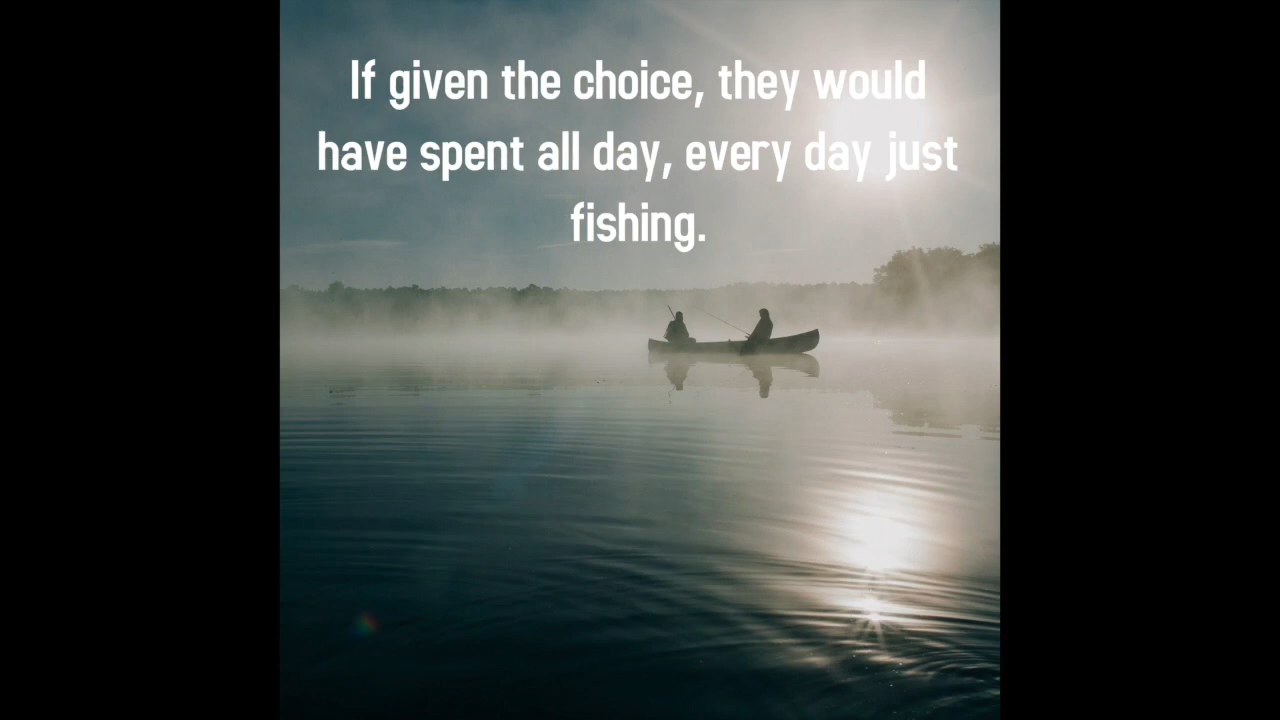 If given the choice, they would
have spent all day, every day just
fishing.